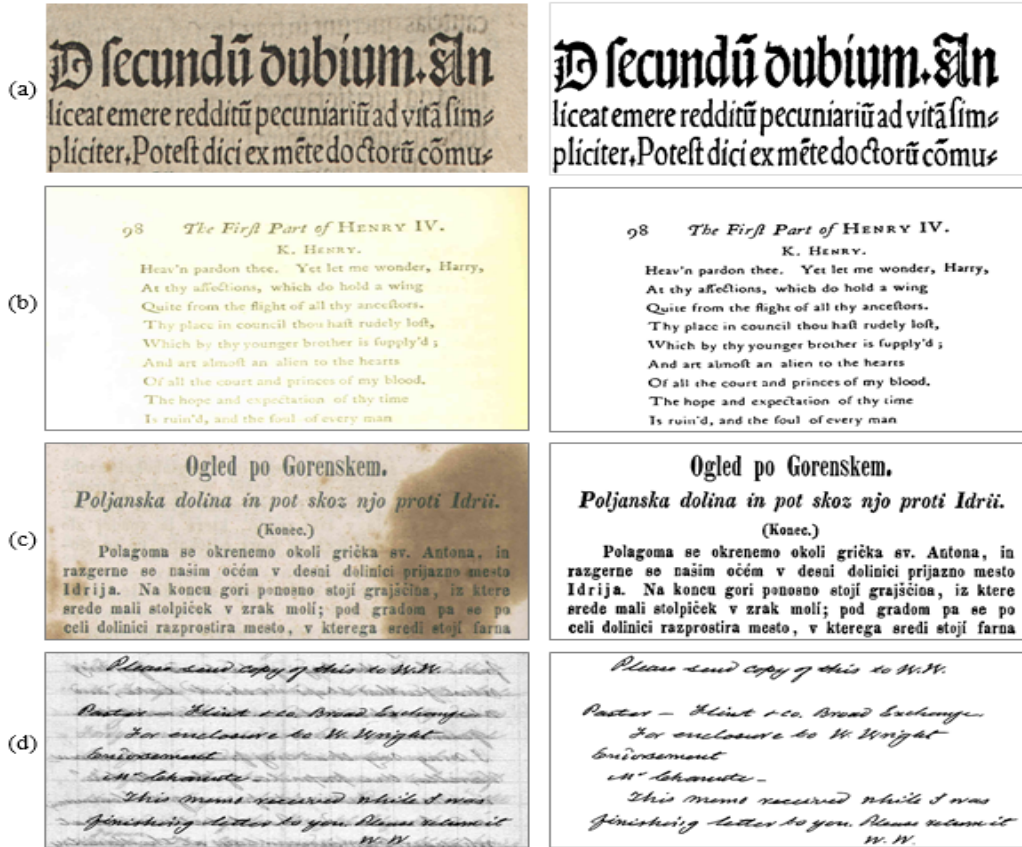 (a)
D ſecundū dubium. An
liceat emere redditū pecuniariū ad vitā ſim⸗
pliciter. Poteſt dici ex mēte doctorū cōmu⸗
D ſecundū dubium. An
liceat emere redditū pecuniariū ad vitā ſim⸗
pliciter. Poteſt dici ex mēte doctorū cōmu⸗
(b)
98 The Firſt Part of HENRY IV.
K. HENRY.
Heav'n pardon thee. Yet let me wonder, Harry,
At thy affections, which do hold a wing
Quite from the flight of all thy anceſtors.
Thy place in council thou haſt rudely loſt,
Which by thy younger brother is ſupply'd ;
And art almoſt an alien to the hearts
Of all the court and princes of my blood.
The hope and expectation of thy time
Is ruin'd, and the ſoul of every man
98 The Firſt Part of HENRY IV.
K. HENRY.
Heav'n pardon thee. Yet let me wonder, Harry,
At thy affections, which do hold a wing
Quite from the flight of all thy anceſtors.
Thy place in council thou haſt rudely loſt,
Which by thy younger brother is ſupply'd ;
And art almoſt an alien to the hearts
Of all the court and princes of my blood.
The hope and expectation of thy time
Is ruin'd, and the ſoul of every man
(c)
Ogled po Gorenskem.
Poljanska dolina in pot skoz njo proti Idrii.
(Konec.)
Polagoma se okrenemo okoli grička sv. Antona, in
razgerne se našim očém v desni dolinici prijazno mesto
Idrija. Na koncu gori ponosno stojí grajščina, iz ktere
srede mali stolpiček v zrak molí; pod gradom pa se po
celi dolinici razprostira mesto, v kterega sredi stojí farna
Ogled po Gorenskem.
Poljanska dolina in pot skoz njo proti Idrii.
(Konec.)
Polagoma se okrenemo okoli grička sv. Antona, in
razgerne se našim očém v desni dolinici prijazno mesto
Idrija. Na koncu gori ponosno stojí grajščina, iz ktere
srede mali stolpiček v zrak molí; pod gradom pa se po
celi dolinici razprostira mesto, v kterega sredi stojí farna
(d)
Please send copy of this to W.W.
Pastor — Flint & Co. Broad Exchange.
For enclosure to W. Wright
Endorsement
Mr Chanute —
This memo received while I was
finishing letter to you. Please return it
W. W.
Please send copy of this to W.W.
Pastor — Flint & Co. Broad Exchange.
For enclosure to W. Wright
Endorsement
Mr Chanute —
This memo received while I was
finishing letter to you. Please return it
W. W.